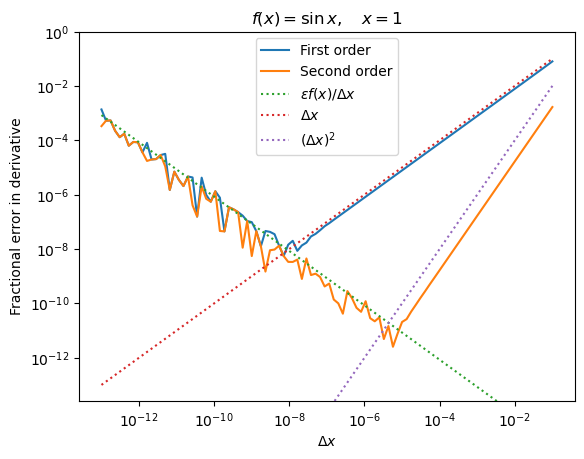 f(x) = sin x, x = 1
First order
Second order
εf(x)/Δx
Δx
(Δx)²
Fractional error in derivative
10⁰
10⁻²
10⁻⁴
10⁻⁶
10⁻⁸
10⁻¹⁰
10⁻¹²
10⁻¹² 10⁻¹⁰ 10⁻⁸ 10⁻⁶ 10⁻⁴ 10⁻²
Δx